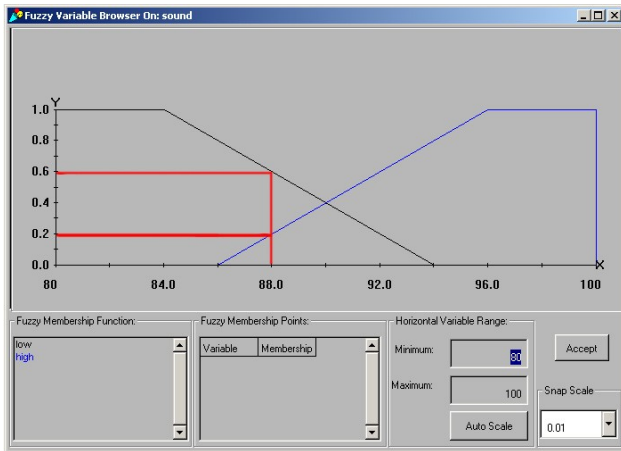 Fuzzy Variable Browser On: sound
Y
1.0
0.8
0.6
0.4
0.2
0.0
X
80 84.0 88.0 92.0 96.0 100
Fuzzy Membership Function:
low
high
Fuzzy Membership Points:
Variable Membership
Horizontal Variable Range:
Minimum: 80
Maximum: 100
Auto Scale
Accept
Snap Scale
0.01